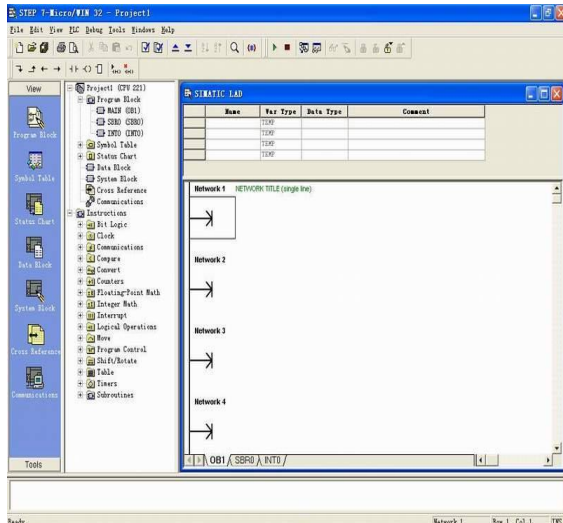 STEP 7-Micro/WIN 32 - Project1
File Edit View PLC Debug Tools Windows Help
View
Program Block
Symbol Table
Status Chart
Data Block
System Block
Cross Reference
Communications
Tools
Project1 (CPU 221)
Program Block
MAIN (OB1)
SBR0 (SBR0)
INT0 (INT0)
Symbol Table
Status Chart
Data Block
System Block
Cross Reference
Communications
Instructions
Bit Logic
Clock
Communications
Compare
Convert
Counters
Floating-Point Math
Integer Math
Interrupt
Logical Operations
Move
Program Control
Shift/Rotate
Table
Timers
Subroutines
SIMATIC LAD
Name Var Type Data Type Comment
TEMP
TEMP
TEMP
TEMP
Network 1 NETWORK TITLE (single line)
Network 2
Network 3
Network 4
OB1 SBR0 INT0
Ready Network 1 Row 1, Col 1 INS